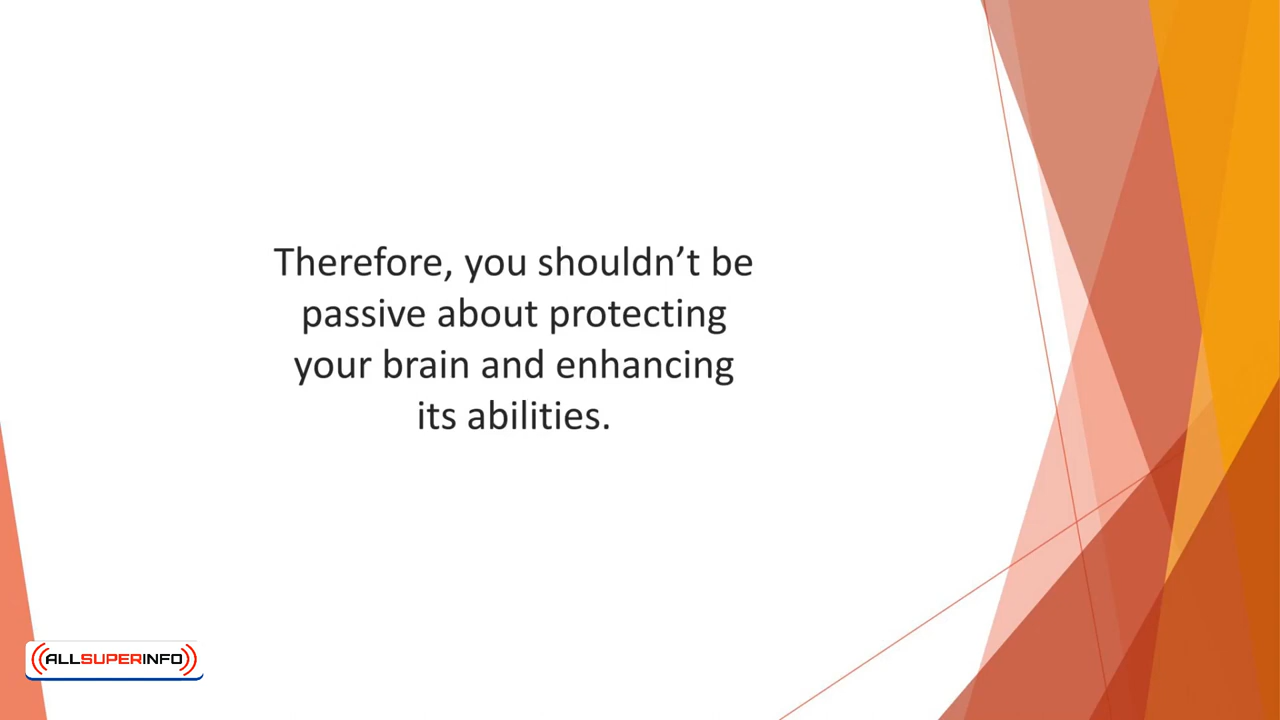 Therefore, you shouldn’t be
passive about protecting
your brain and enhancing
its abilities.
ALLSUPERINFO